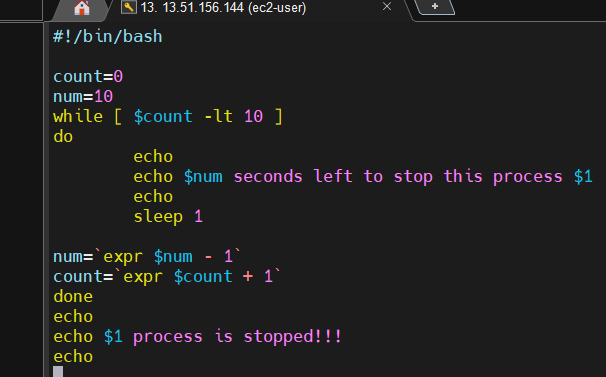 13. 13.51.156.144 (ec2-user)
#!/bin/bash
count=0
num=10
while [ $count -lt 10 ]
do
echo
echo $num seconds left to stop this process $1
echo
sleep 1
num=`expr $num - 1`
count=`expr $count + 1`
done
echo
echo $1 process is stopped!!!
echo